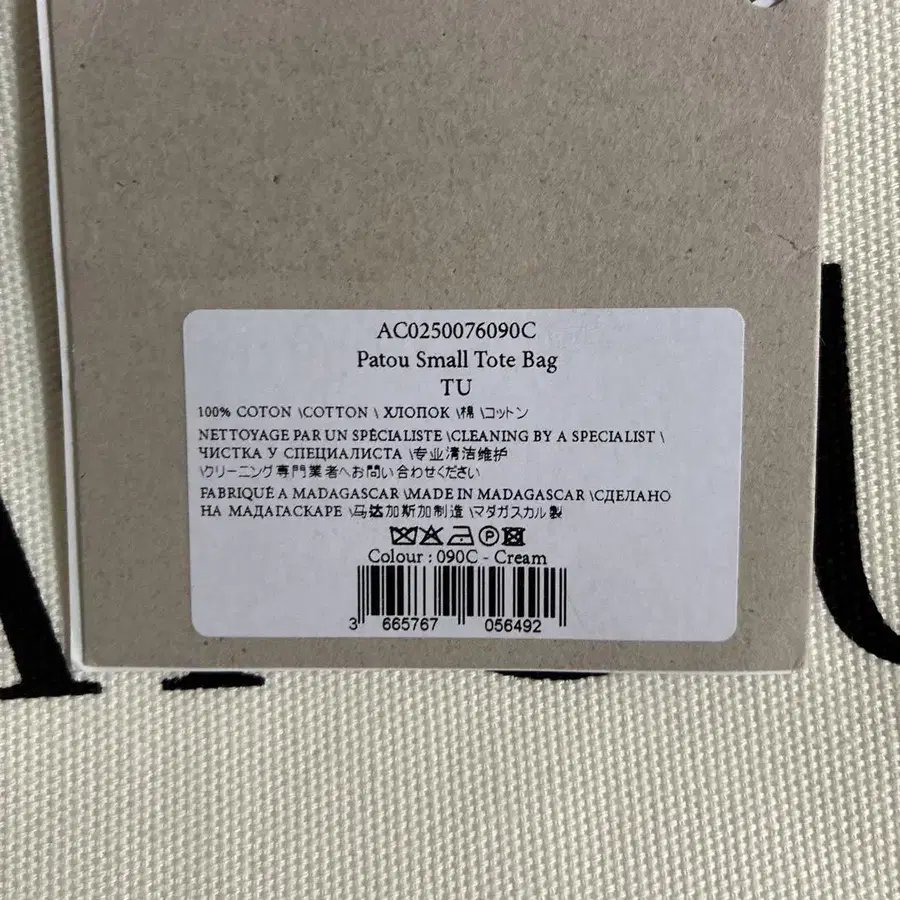 AC0250076090C
Patou Small Tote Bag
TU
100% COTON \COTTON \ ХЛОПОК \棉 \コットン
NETTOYAGE PAR UN SPÉCIALISTE \CLEANING BY A SPECIALIST \
ЧИСТКА У СПЕЦИАЛИСТА \专业清洁维护
\クリーニング専門業者へお問い合わせください
FABRIQUÉ A MADAGASCAR \MADE IN MADAGASCAR \СДЕЛАНО
НА МАДАГАСКАРЕ \马达加斯加制造 \マダガスカル製
P
Colour : 090C - Cream
3 665767 056492